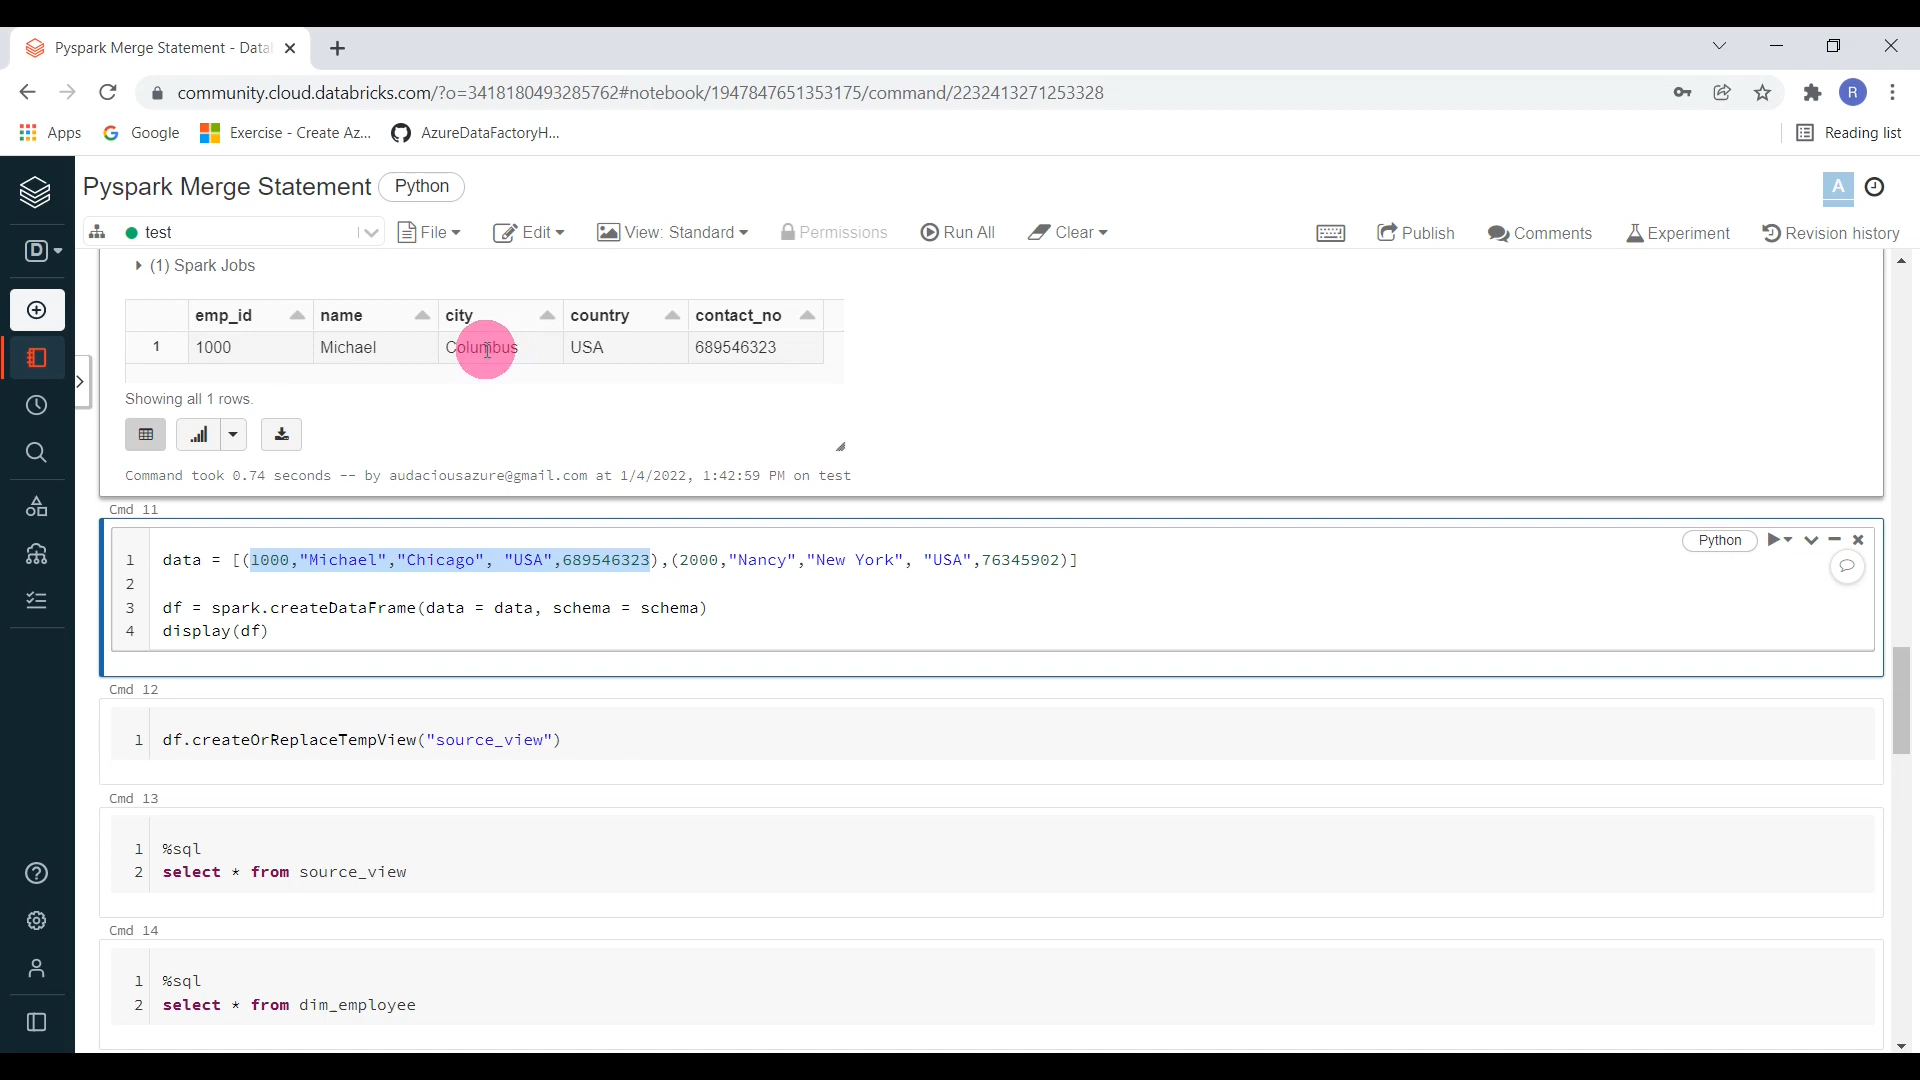 Pyspark Merge Statement - Data
community.cloud.databricks.com/?o=3418180493285762#notebook/1947847651353175/command/2232413271253328
R
Apps Google Exercise - Create Az... AzureDataFactoryH... Reading list
Pyspark Merge Statement Python
A
D
test File Edit View: Standard Permissions Run All Clear Publish Comments Experiment Revision history
(1) Spark Jobs
emp_id name city country contact_no
1 1000 Michael Columbus USA 689546323
Showing all 1 rows.
Command took 0.74 seconds -- by audaciousazure@gmail.com at 1/4/2022, 1:42:59 PM on test
Cmd 11
Python
1 data = [(1000,"Michael","Chicago", "USA",689546323),(2000,"Nancy","New York", "USA",76345902)]
2
3 df = spark.createDataFrame(data = data, schema = schema)
4 display(df)
Cmd 12
1 df.createOrReplaceTempView("source_view")
Cmd 13
1 %sql
2 select * from source_view
Cmd 14
1 %sql
2 select * from dim_employee